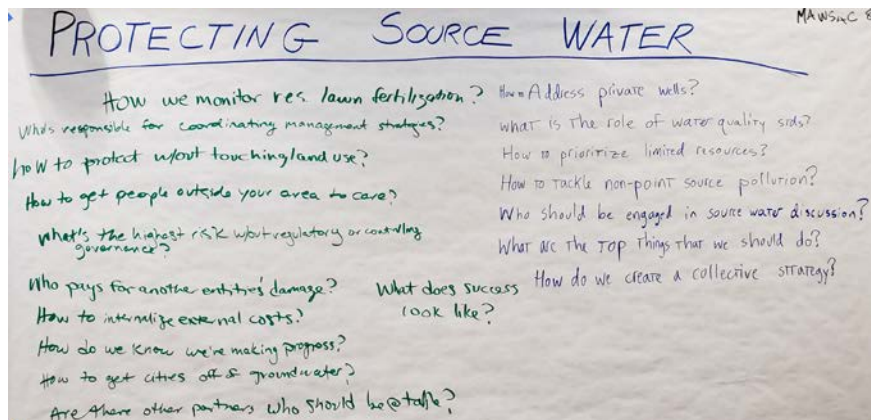 MAWSAC 8
PROTECTING SOURCE WATER
How we monitor res. lawn fertilization?
Who's responsible for coordinating management strategies?
how to protect w/out touching land use?
How to get people outside your area to care?
what's the highest risk w/out regulatory or controlling
governance?
Who pays for another entities' damage?
How to internalize external costs?
How do we know we're making progress?
How to get cities off of groundwater?
Are there other partners who should be @ table?
What does success
look like?
How Address private wells?
what is the role of water quality stds?
How to prioritize limited resources?
How to tackle non-point source pollution?
Who should be engaged in source water discussion?
What are the TOP things that we should do?
How do we create a collective strategy?